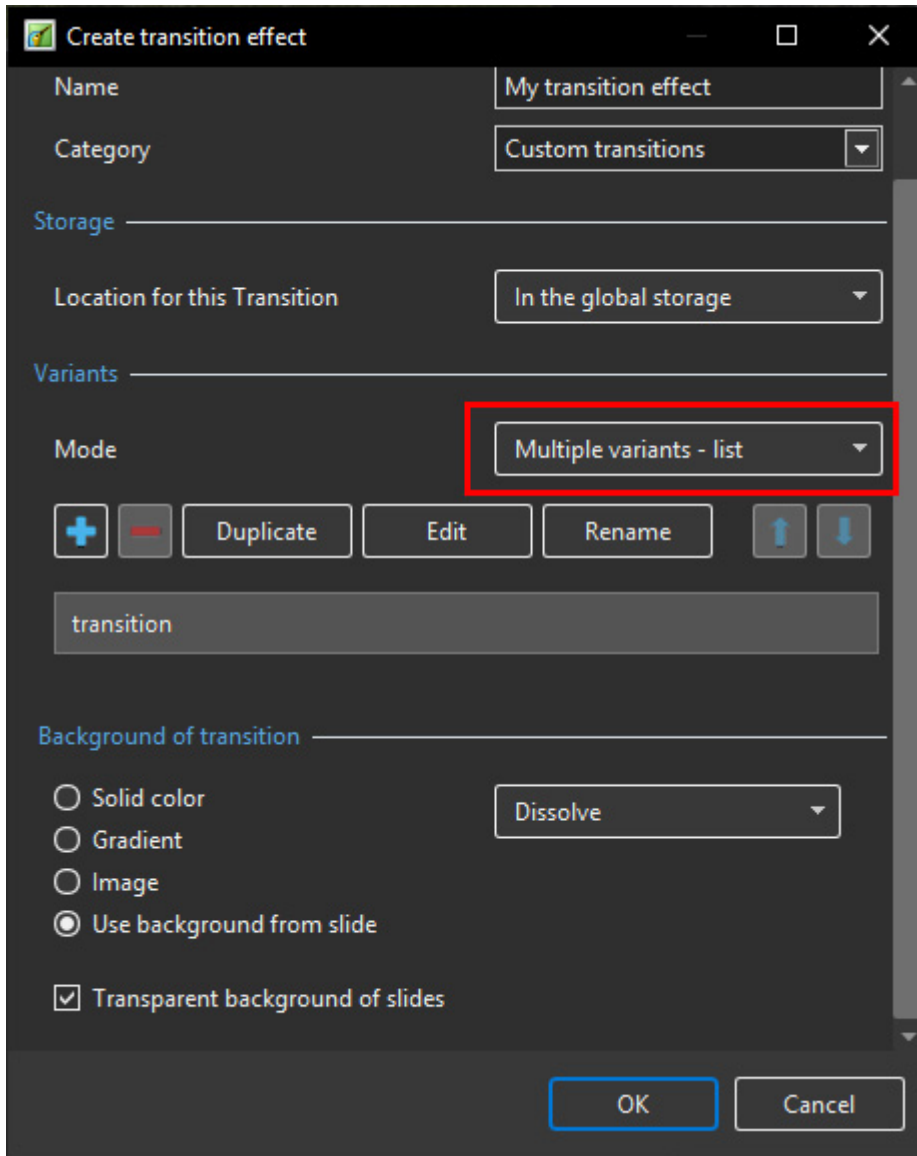 Create transition effect
Name My transition effect
Category Custom transitions
Storage
Location for this Transition In the global storage
Variants
Mode Multiple variants - list
Duplicate Edit Rename
transition
Background of transition
Solid color Dissolve
Gradient
Image
Use background from slide
Transparent background of slides
OK Cancel